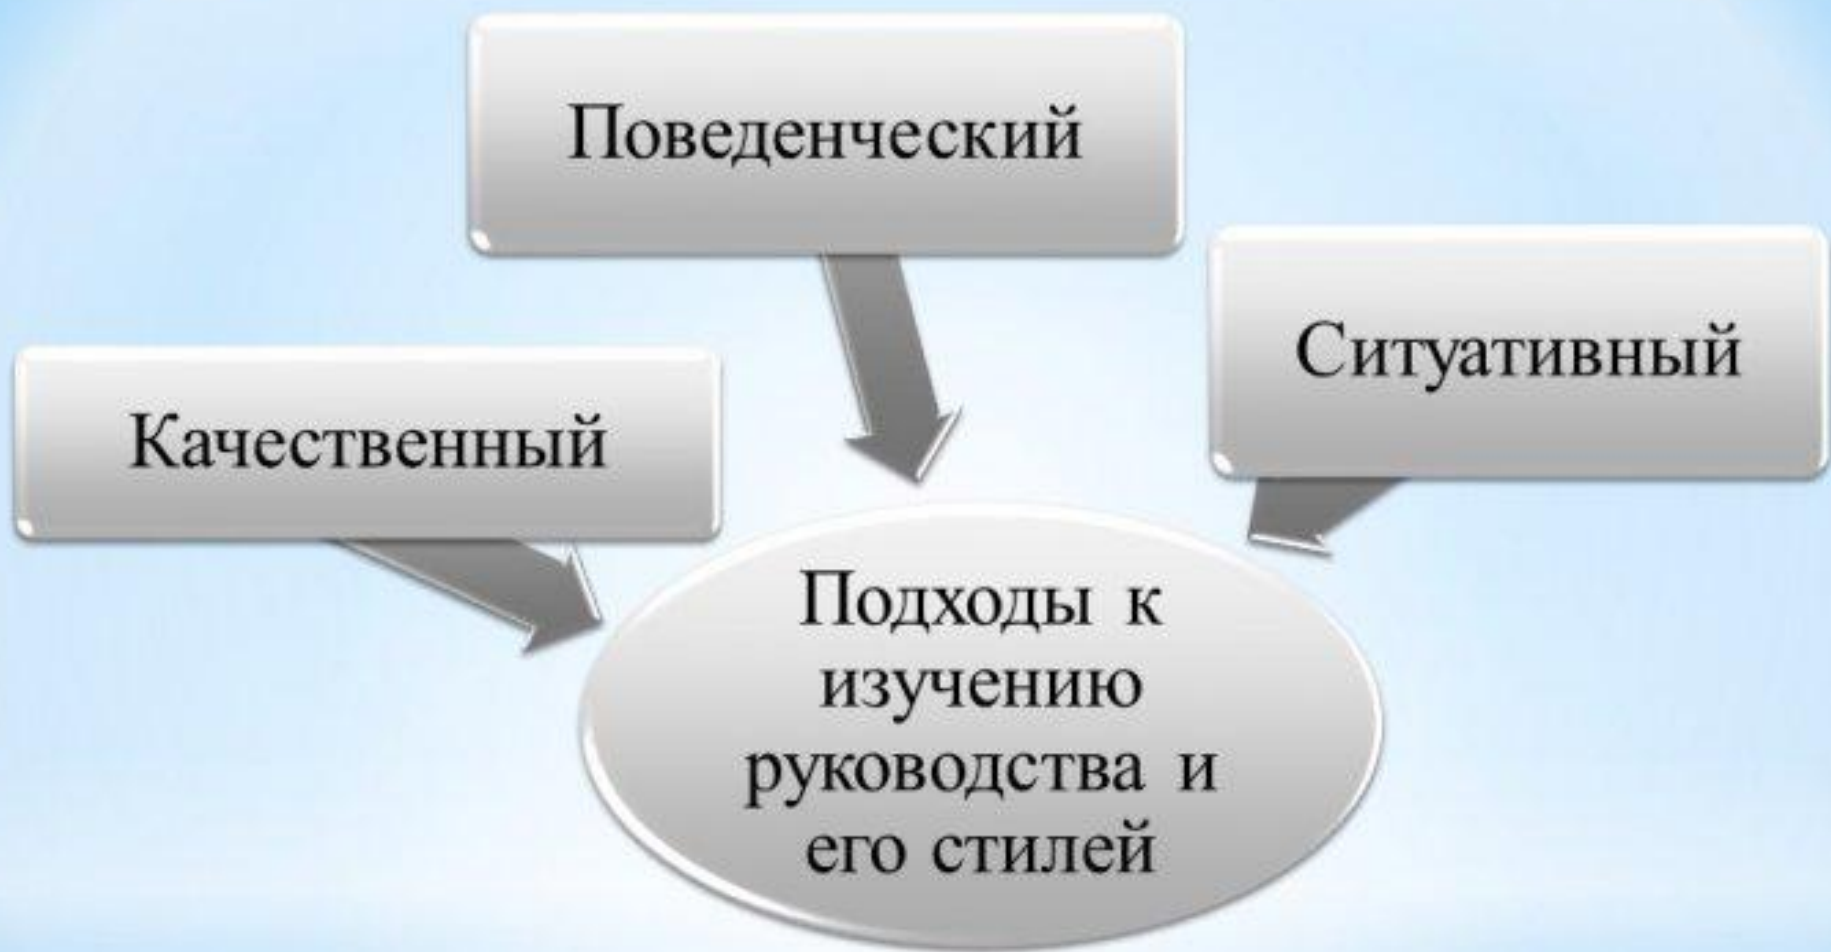 Поведенческий
Ситуативный
Качественный
Подходы к
изучению
руководства и
его стилей